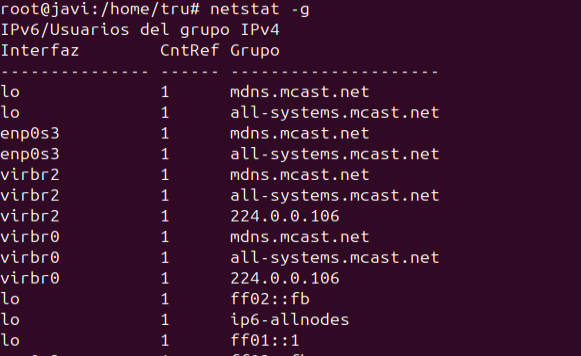 root@javi:/home/tru# netstat -g
IPv6/Usuarios del grupo IPv4
Interfaz        CntRef Grupo
--------------- ------ ---------------------
lo              1      mdns.mcast.net
lo              1      all-systems.mcast.net
enp0s3          1      mdns.mcast.net
enp0s3          1      all-systems.mcast.net
virbr2          1      mdns.mcast.net
virbr2          1      all-systems.mcast.net
virbr2          1      224.0.0.106
virbr0          1      mdns.mcast.net
virbr0          1      all-systems.mcast.net
virbr0          1      224.0.0.106
lo              1      ff02::fb
lo              1      ip6-allnodes
lo              1      ff01::1